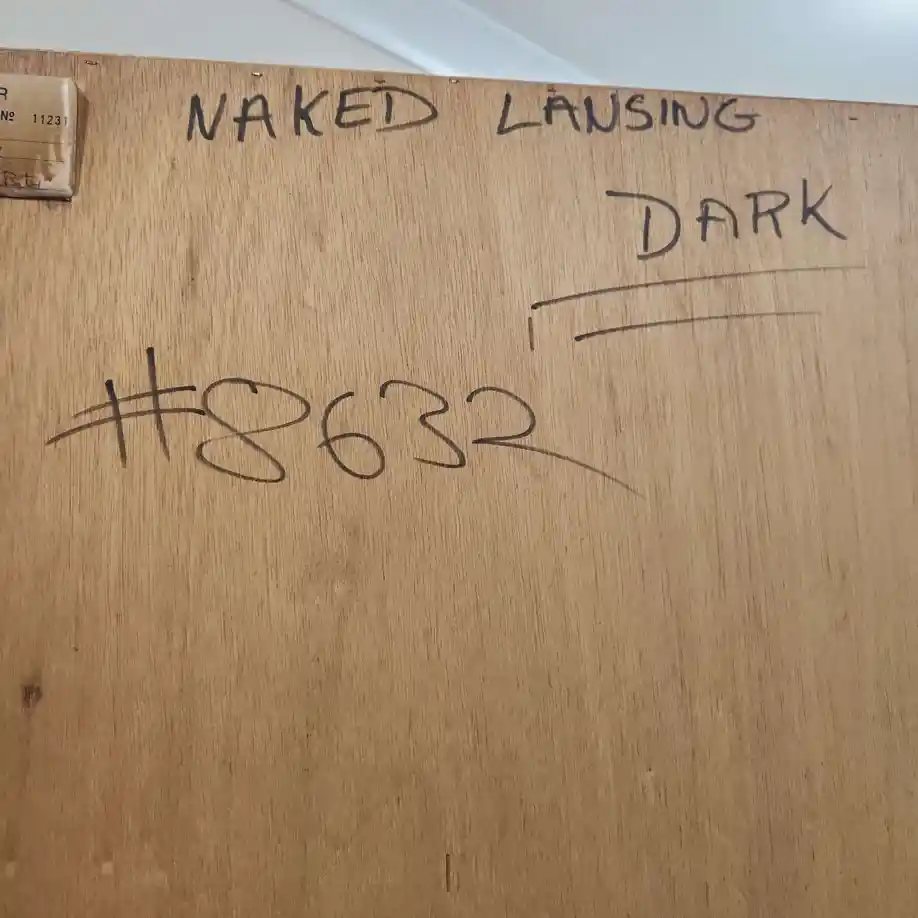 R
Nº 11231
NAKED LANSING
DARK
#8632